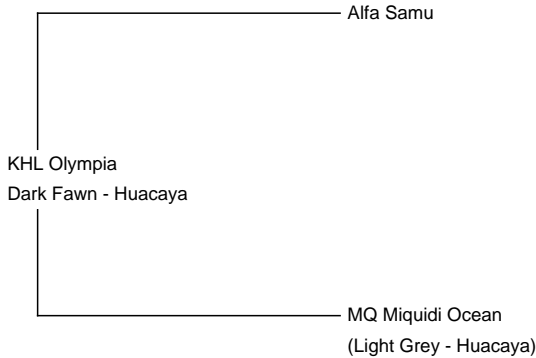 Alfa Samu
KHL Olympia
Dark Fawn - Huacaya
MQ Miquidi Ocean
(Light Grey - Huacaya)